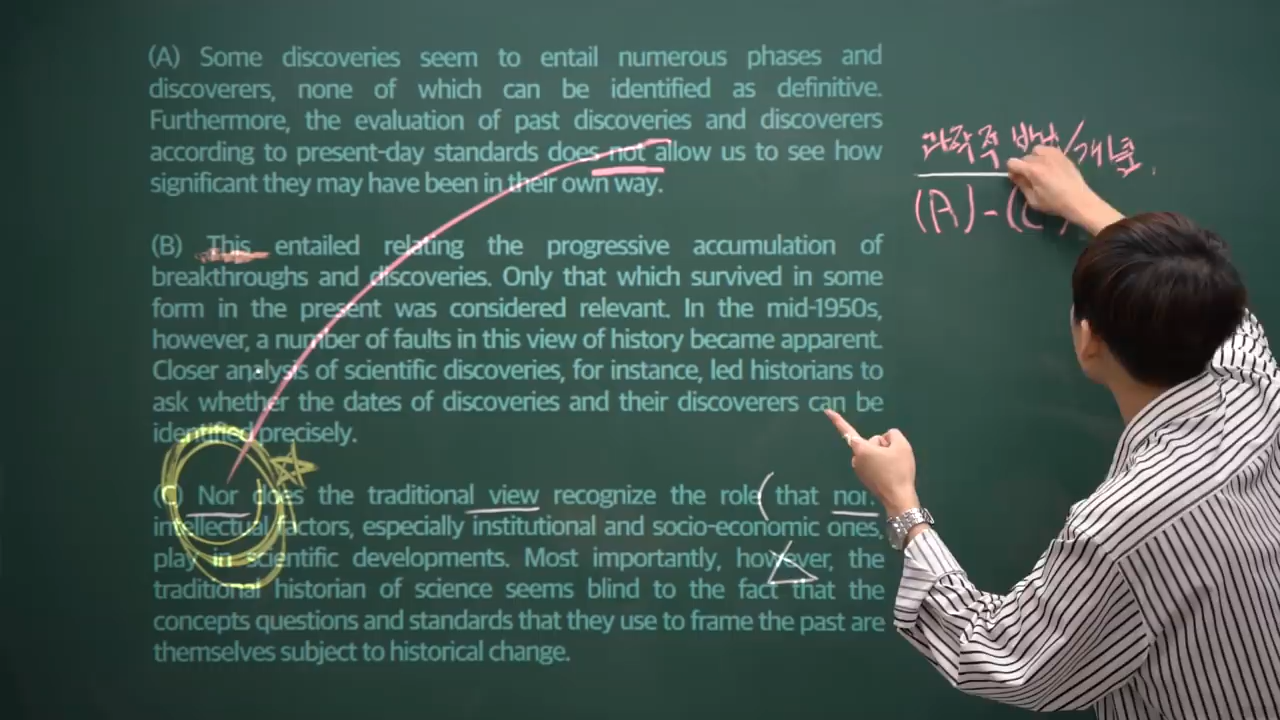 (A) Some discoveries seem to entail numerous phases and
discoverers, none of which can be identified as definitive.
Furthermore, the evaluation of past discoveries and discoverers
according to present-day standards does not allow us to see how
significant they may have been in their own way.
(B) This entailed relating the progressive accumulation of
breakthroughs and discoveries. Only that which survived in some
form in the present was considered relevant. In the mid-1950s,
however, a number of faults in this view of history became apparent.
Closer analysis of scientific discoveries, for instance, led historians to
ask whether the dates of discoveries and their discoverers can be
identified precisely.
(C) Nor does the traditional view recognize the role that non-
intellectual factors, especially institutional and socio-economic ones,
play in scientific developments. Most importantly, however, the
traditional historian of science seems blind to the fact that the
concepts questions and standards that they use to frame the past are
themselves subject to historical change.
과학적
(A) - (C